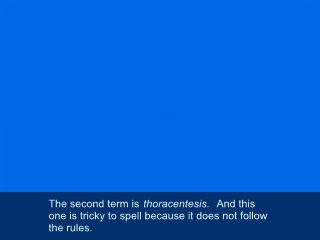 The second term is thoracentesis.  And this
one is tricky to spell because it does not follow
the rules.